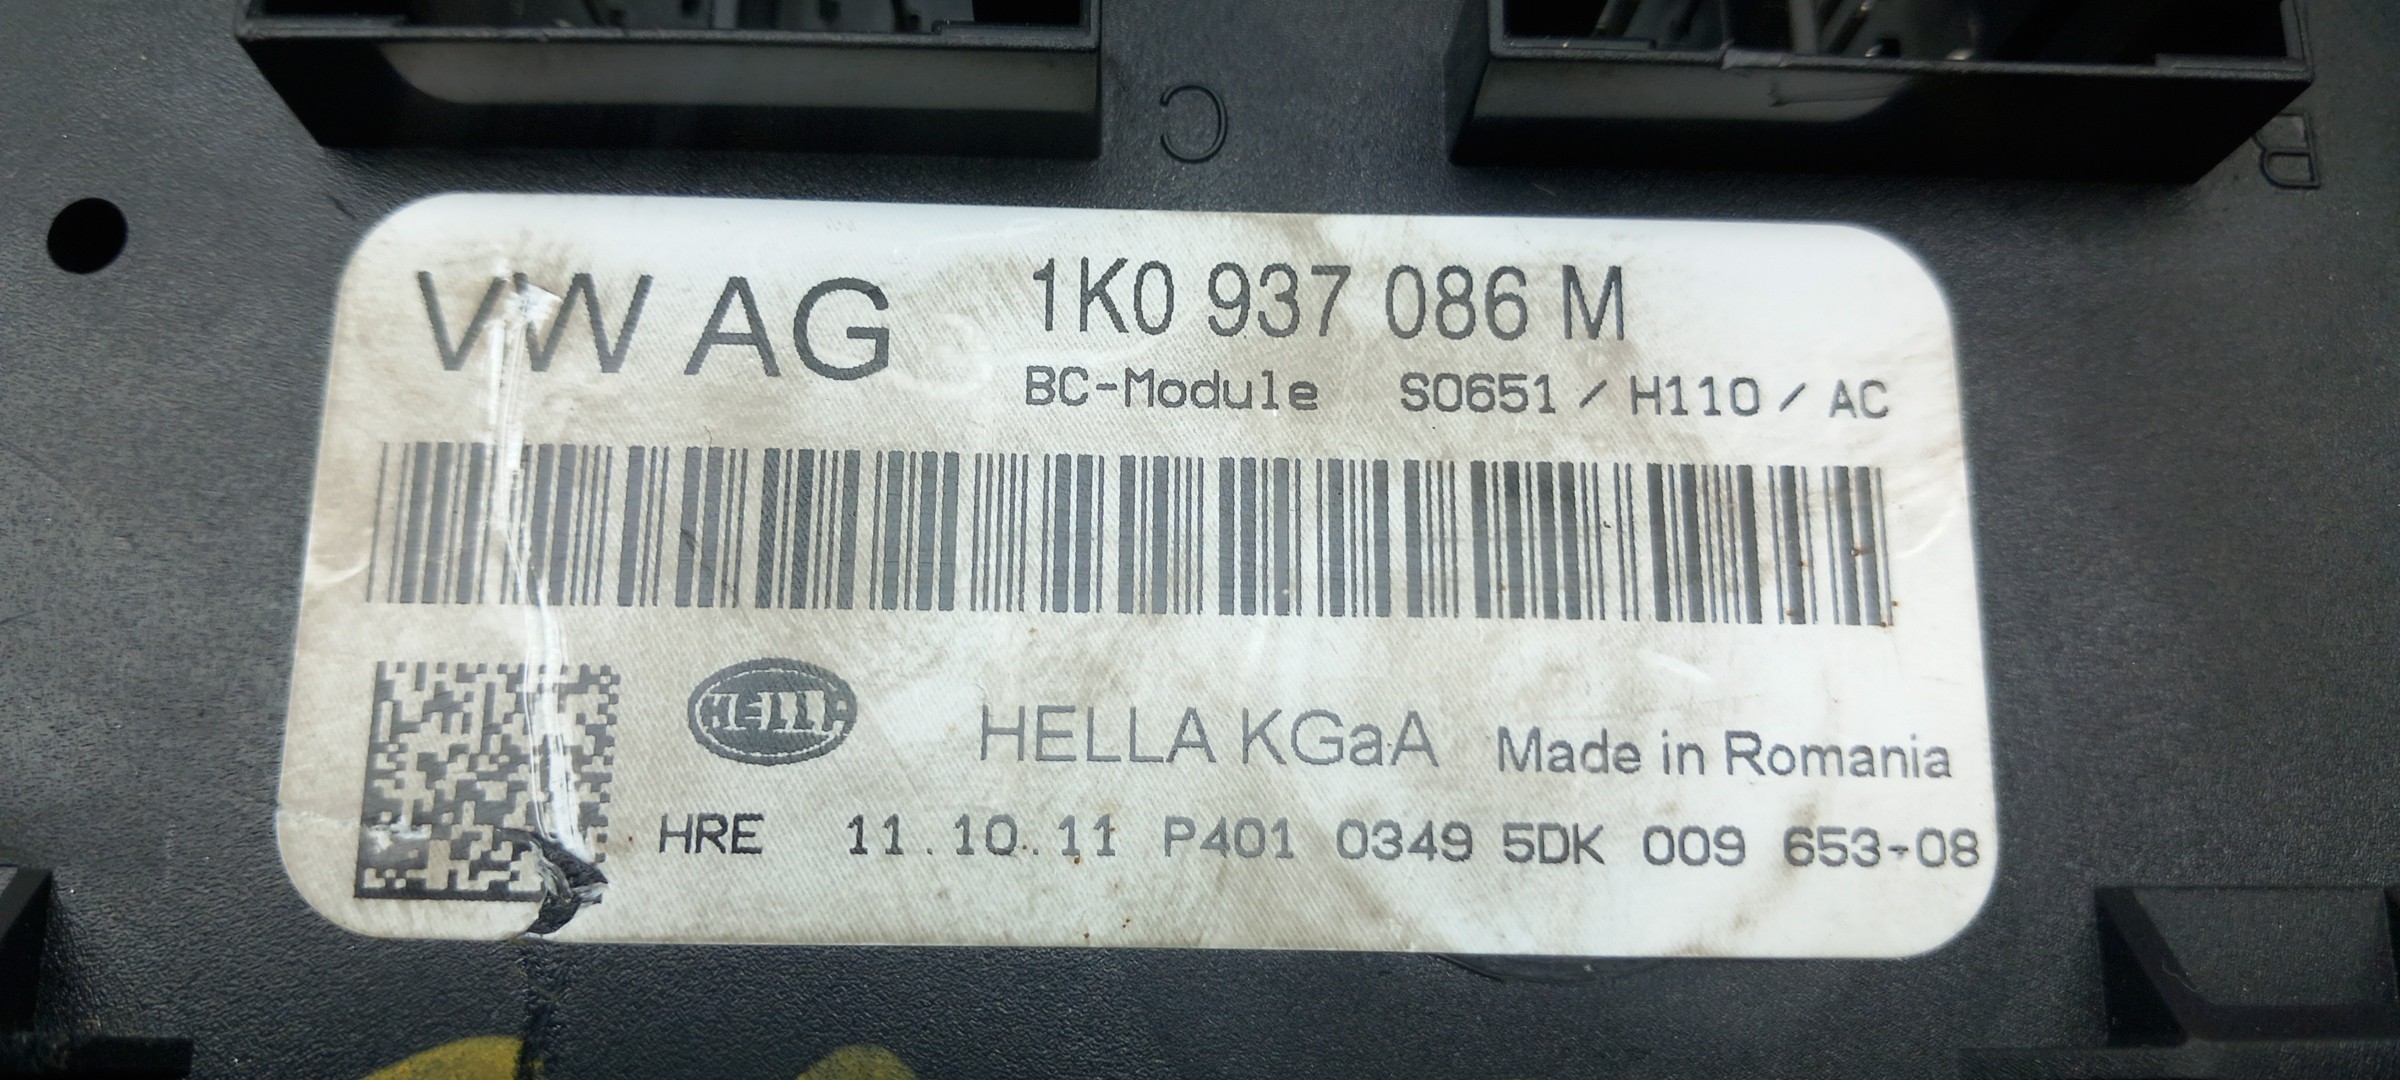 C
B
VW AG 1K0 937 086 M
BC-Module S0651 / H110 / AC
HELLA HELLA KGaA Made in Romania
HRE 11.10.11 P401 0349 5DK 009 653-08